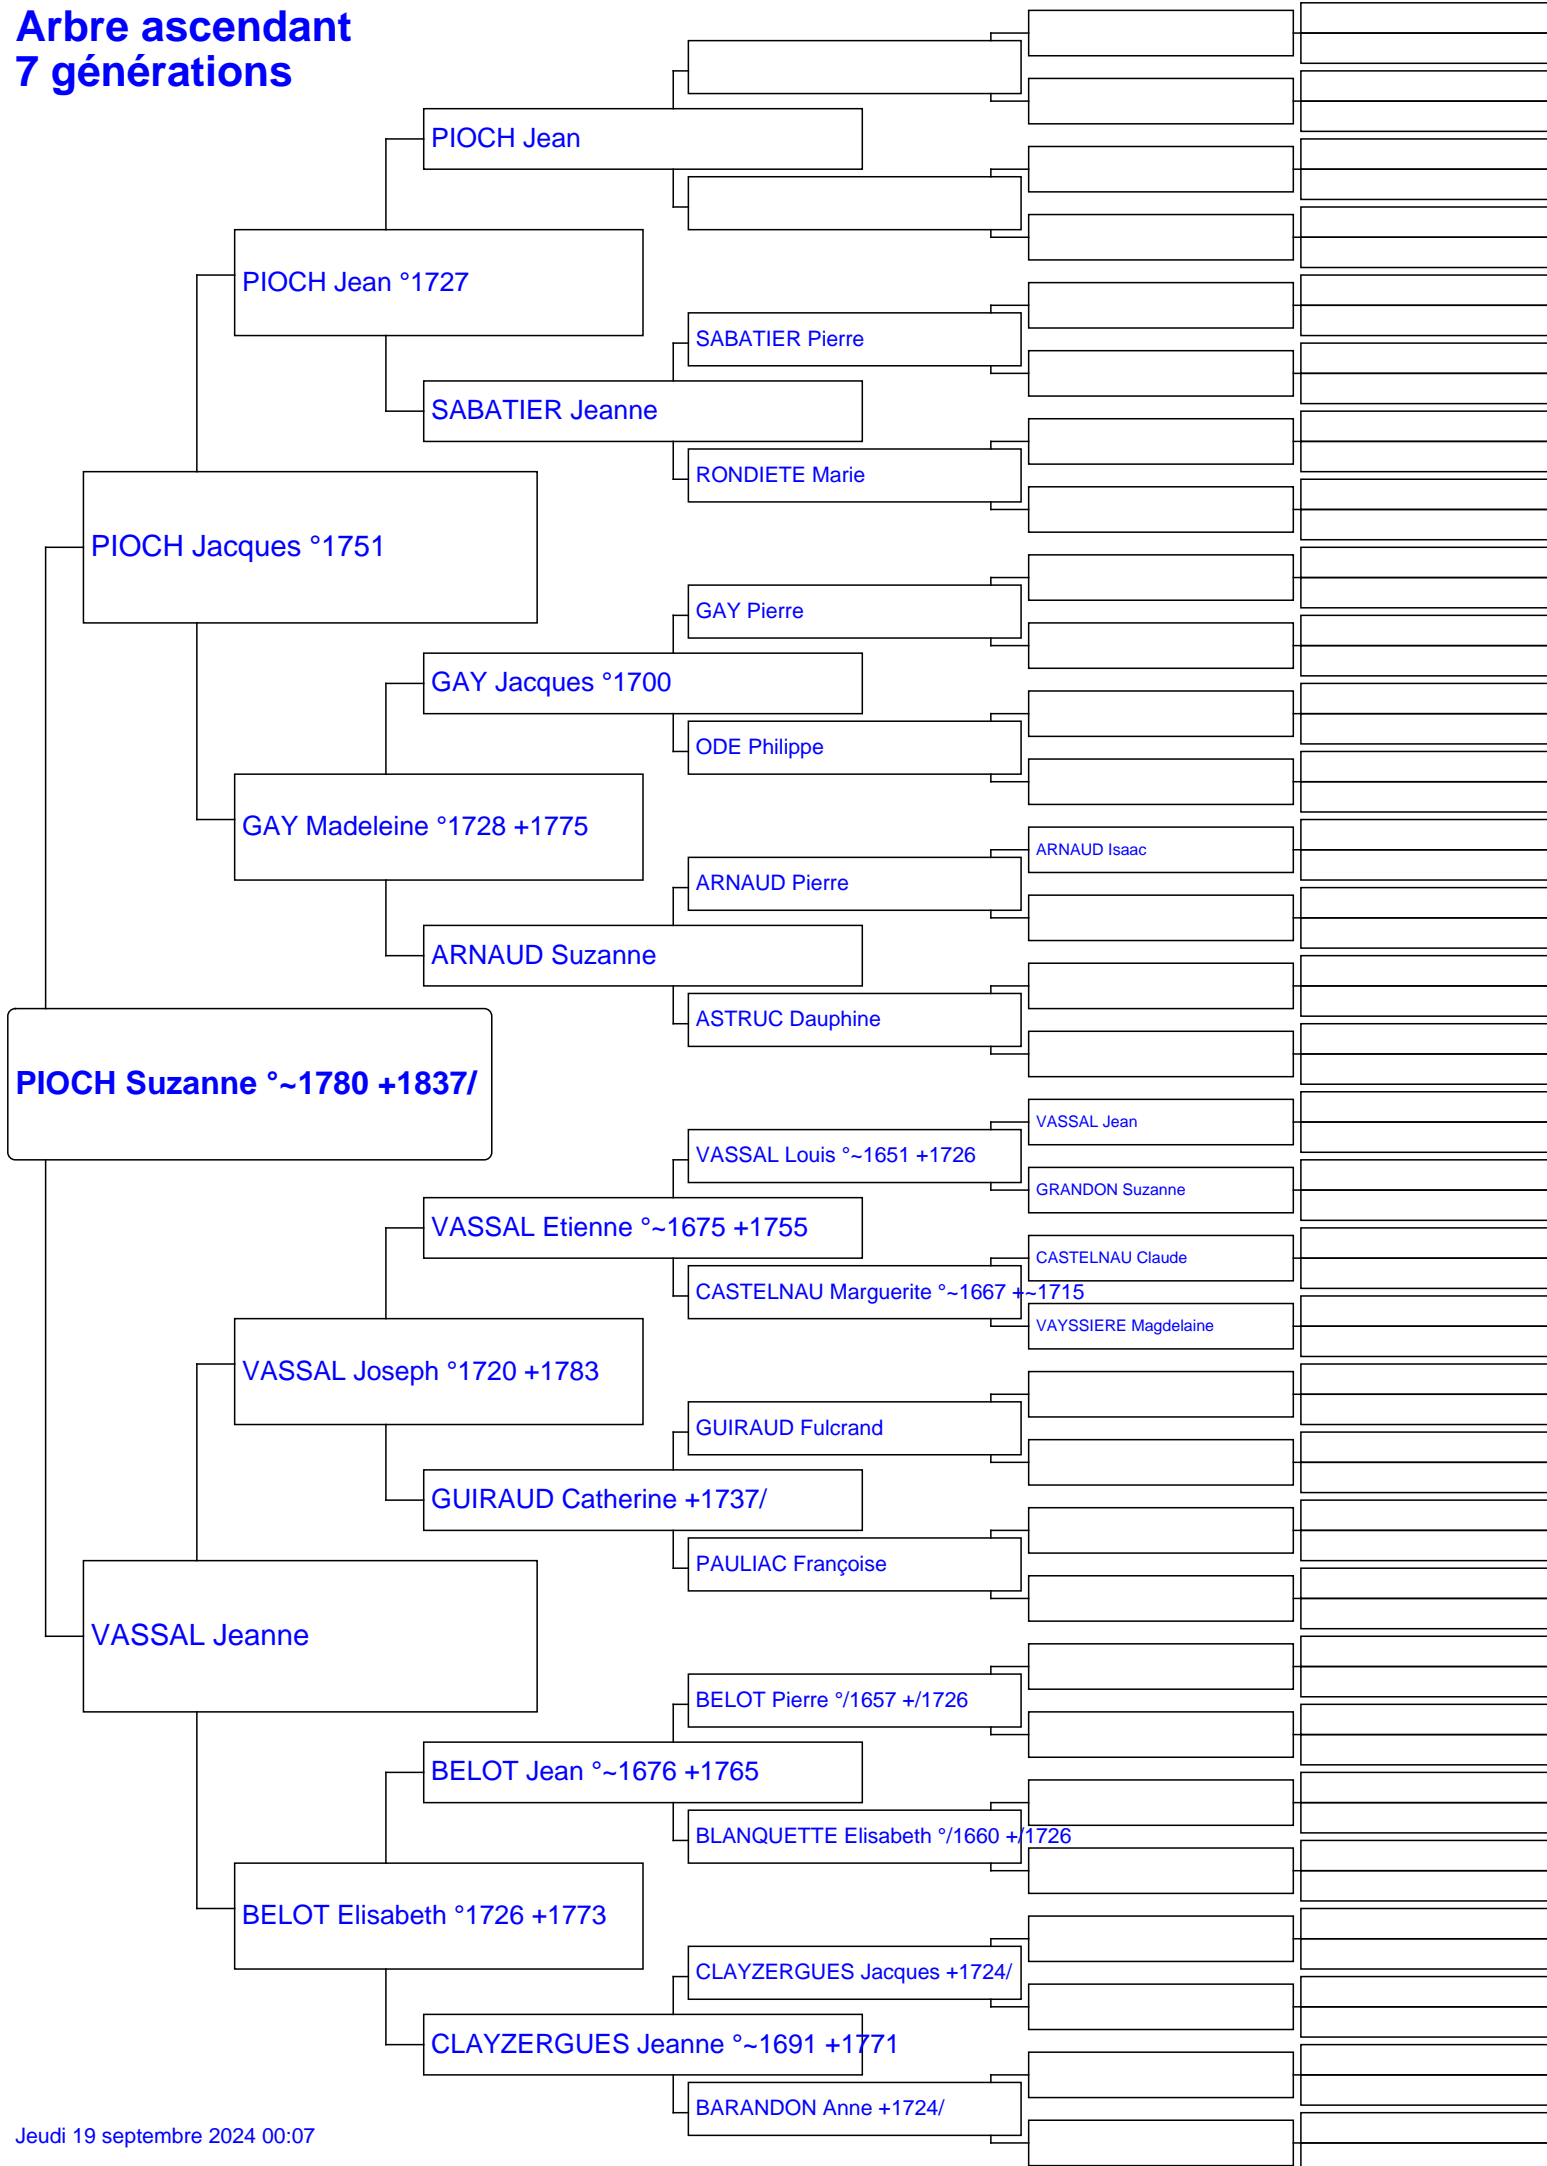 Arbre ascendant
7 générations
PIOCH Jean
PIOCH Jean °1727
SABATIER Pierre
SABATIER Jeanne
RONDIETE Marie
PIOCH Jacques °1751
GAY Pierre
GAY Jacques °1700
ODE Philippe
GAY Madeleine °1728 +1775
ARNAUD Isaac
ARNAUD Pierre
ARNAUD Suzanne
ASTRUC Dauphine
PIOCH Suzanne °~1780 +1837/
VASSAL Jean
VASSAL Louis °~1651 +1726
GRANDON Suzanne
VASSAL Etienne °~1675 +1755
CASTELNAU Claude
CASTELNAU Marguerite °~1667 +~1715
VAYSSIERE Magdelaine
VASSAL Joseph °1720 +1783
GUIRAUD Fulcrand
GUIRAUD Catherine +1737/
PAULIAC Françoise
VASSAL Jeanne
BELOT Pierre °/1657 +/1726
BELOT Jean °~1676 +1765
BLANQUETTE Elisabeth °/1660 +/1726
BELOT Elisabeth °1726 +1773
CLAYZERGUES Jacques +1724/
CLAYZERGUES Jeanne °~1691 +1771
BARANDON Anne +1724/
Jeudi 19 septembre 2024 00:07